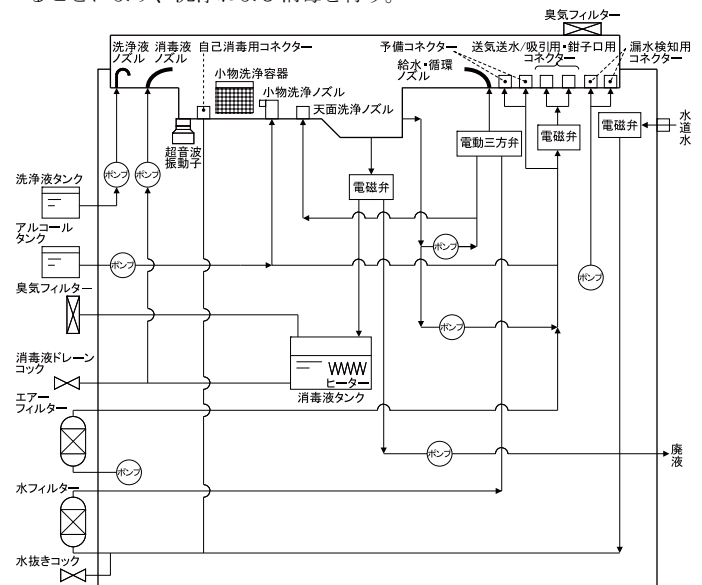 臭気フィルター
洗浄液
ノズル
消毒液
ノズル
自己消毒用コネクター
予備コネクター
送気送水/吸引用・鉗子口用
コネクター
漏水検知用
コネクター
小物洗浄容器
給水・循環
ノズル
小物洗浄ノズル
天面洗浄ノズル
超音波
振動子
電動三方弁
電磁弁
電磁弁
水道水
洗浄液タンク
ポンプ
ポンプ
電磁弁
アルコール
タンク
ポンプ
ポンプ
ポンプ
臭気フィルター
ポンプ
消毒液ドレーン
コック
ヒーター
消毒液タンク
エアー
フィルター
ポンプ
ポンプ
廃液
水フィルター
水抜きコック